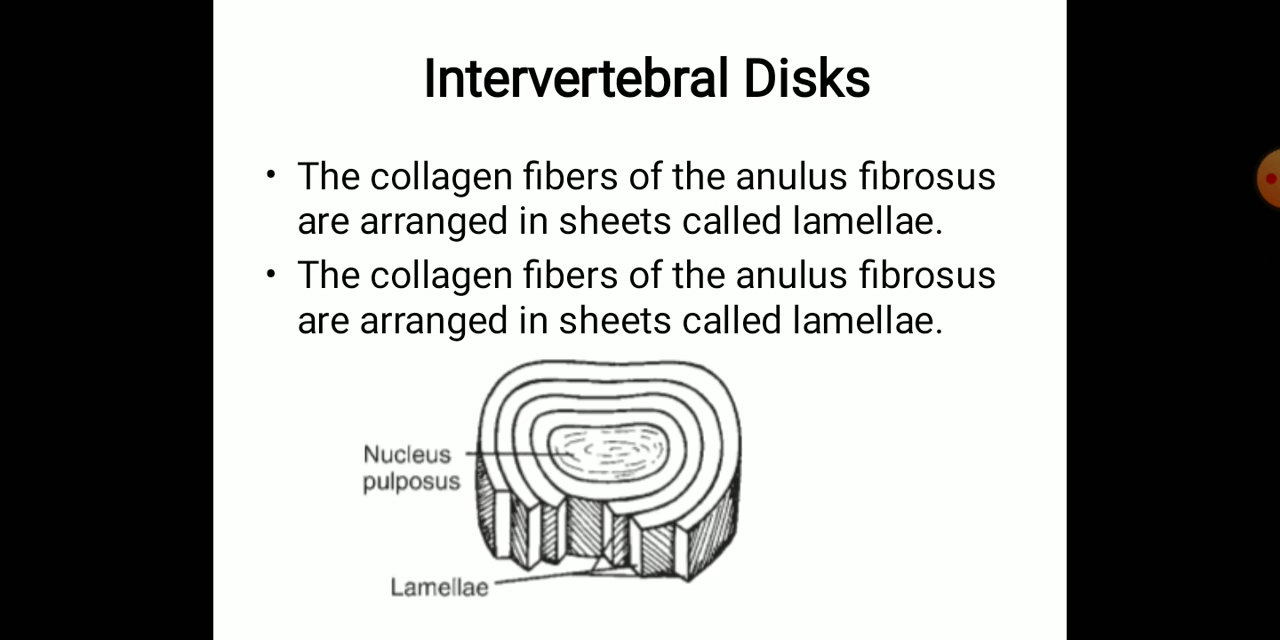 Intervertebral Disks
• The collagen fibers of the anulus fibrosus
are arranged in sheets called lamellae.
• The collagen fibers of the anulus fibrosus
are arranged in sheets called lamellae.
Nucleus
pulposus
Lamellae